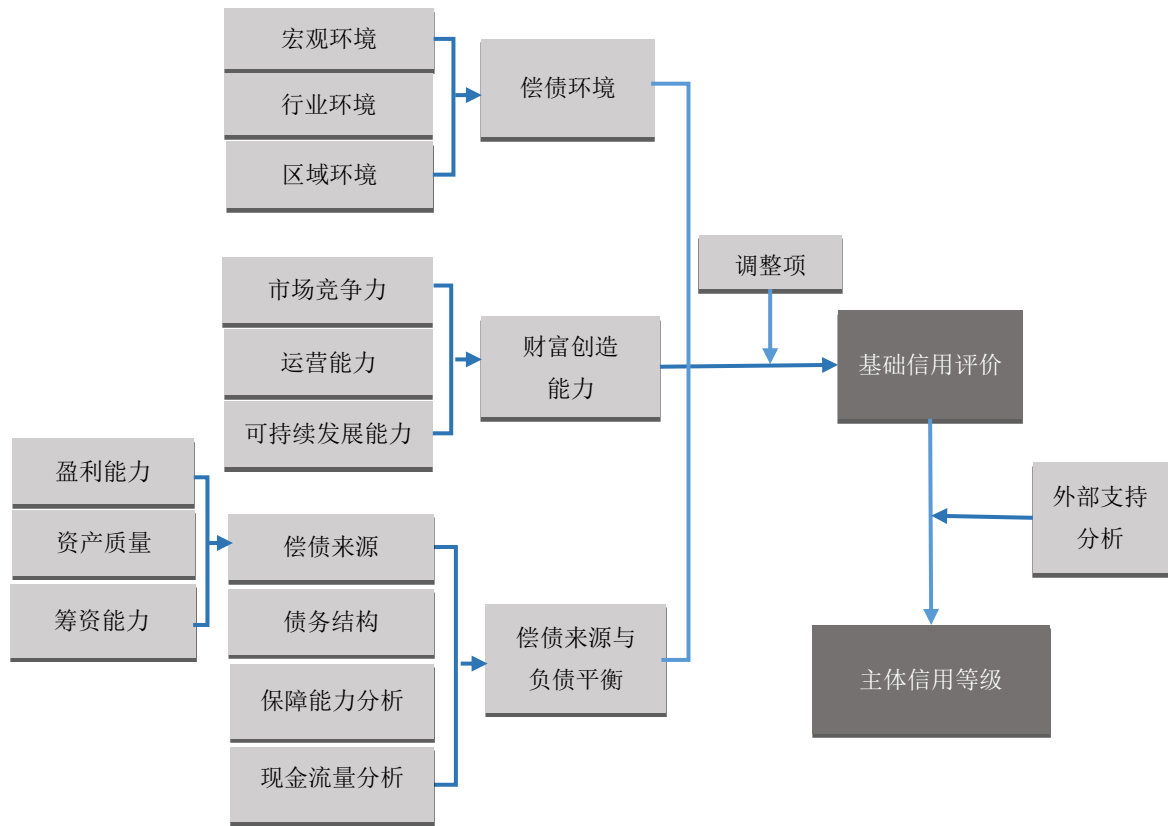 宏观环境
行业环境
区域环境
偿债环境
市场竞争力
运营能力
可持续发展能力
财富创造
能力
调整项
基础信用评价
盈利能力
资产质量
筹资能力
偿债来源
债务结构
保障能力分析
现金流量分析
偿债来源与
负债平衡
外部支持
分析
主体信用等级